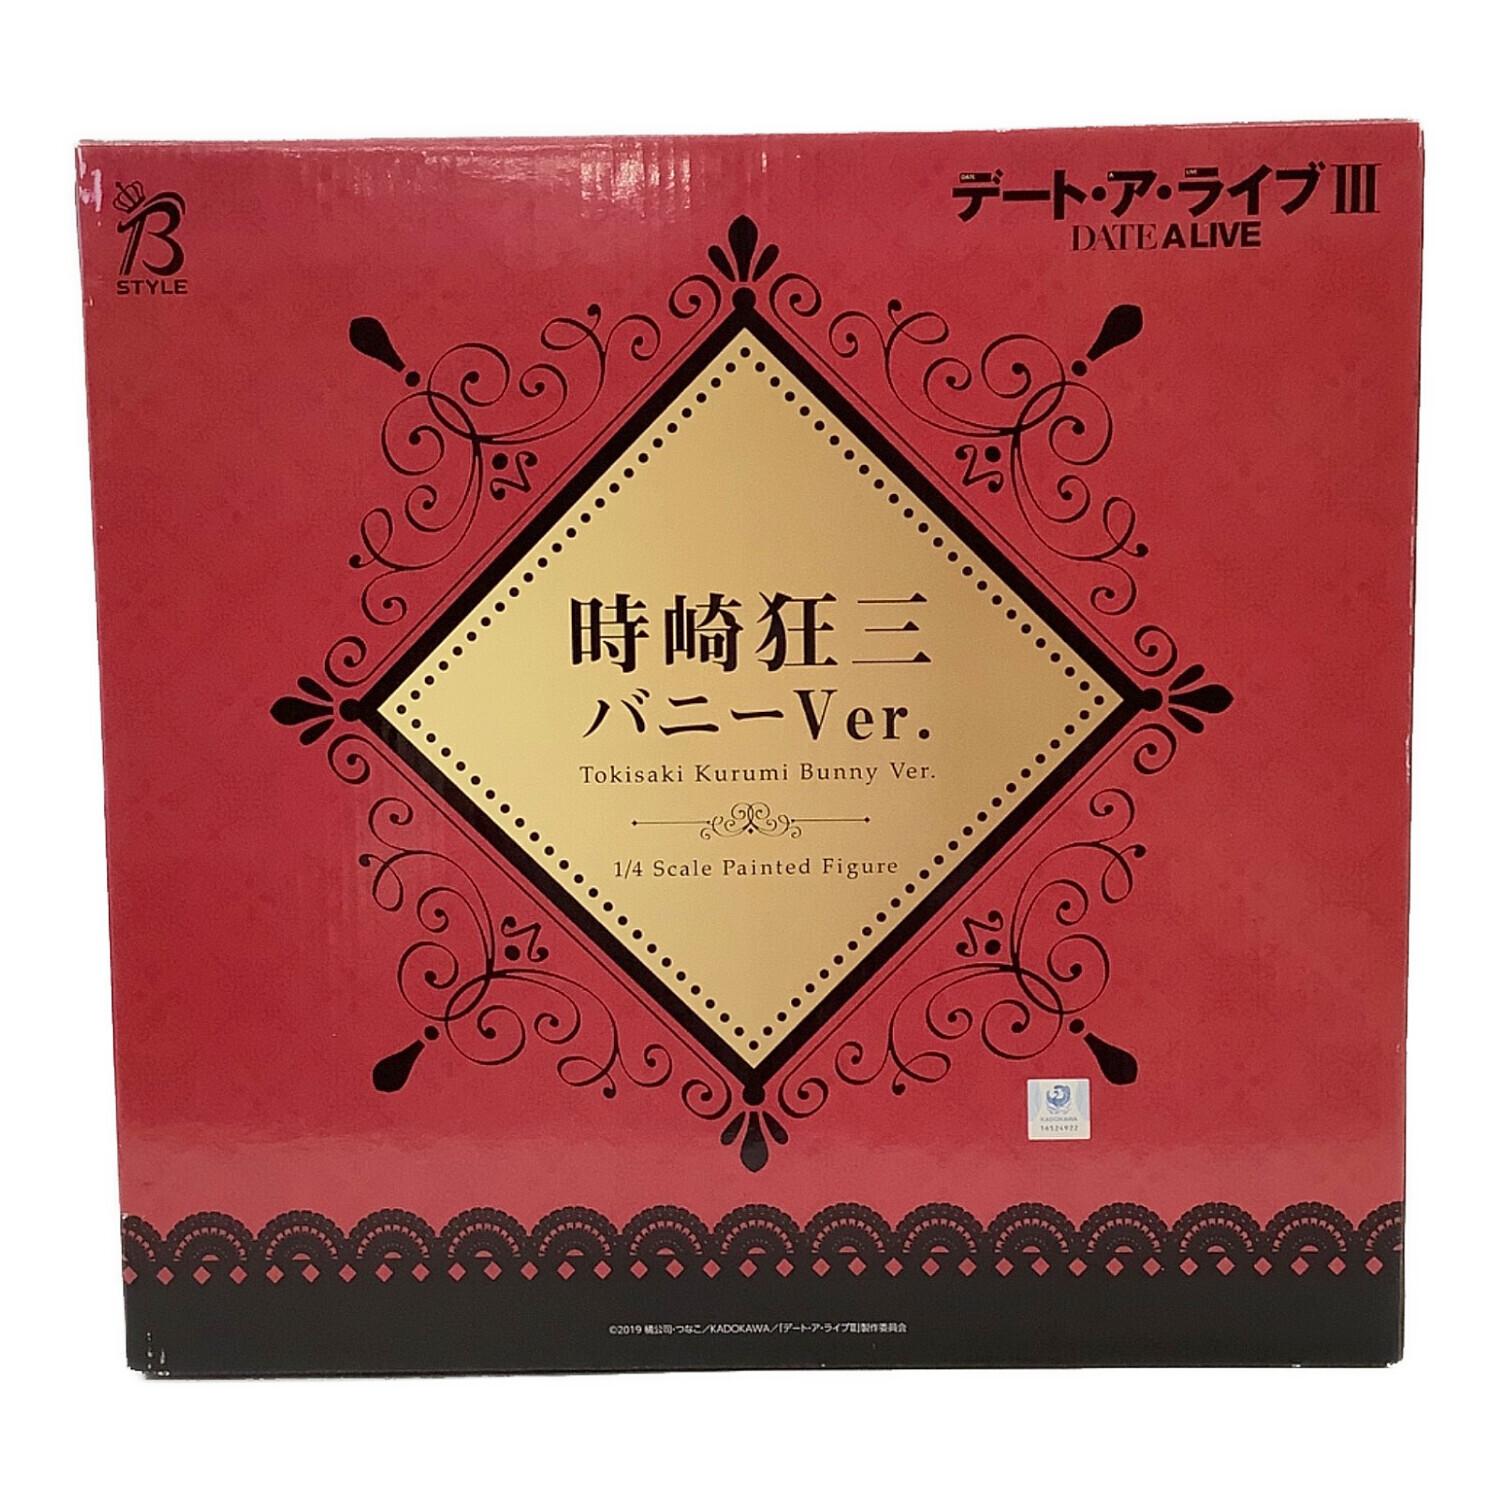 B
STYLE
デート・ア・ライブIII
DATE A LIVE
時崎狂三
バニーVer.
Tokisaki Kurumi Bunny Ver.
1/4 Scale Painted Figure
KADOKAWA
14524922
©2019 橘公司・つなこ／KADOKAWA／「デート・ア・ライブIII」製作委員会